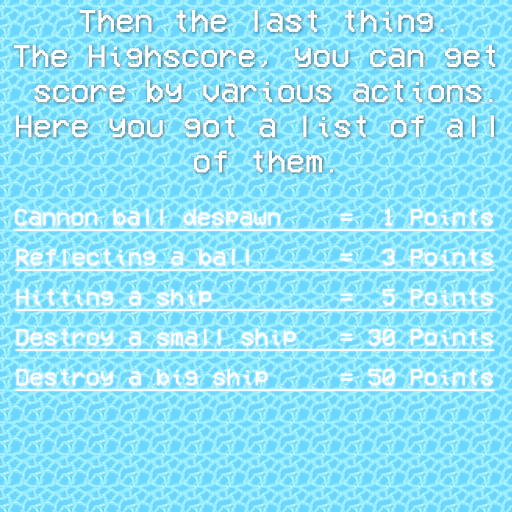 Then the last thing.
The Highscore, you can get
score by various actions.
Here you got a list of all
of them.
Cannon ball despawn = 1 Points
Reflecting a ball = 3 Points
Hitting a ship = 5 Points
Destroy a small ship = 30 Points
Destroy a big ship = 50 Points